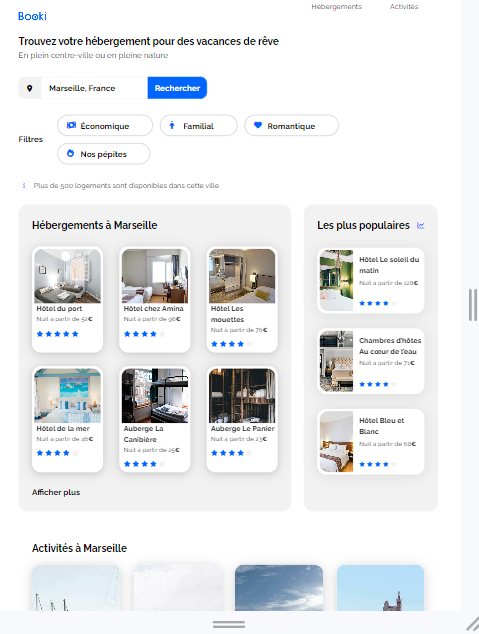 Hébergements Activités
Booki
Trouvez votre hébergement pour des vacances de rêve
En plein centre-ville ou en pleine nature
Marseille, France Rechercher
Filtres
Économique Familial Romantique
Nos pépites
Plus de 500 logements sont disponibles dans cette ville
Hébergements à Marseille
Hôtel du port
Nuit à partir de 52€
Hôtel chez Amina
Nuit à partir de 96€
Hôtel Les
mouettes
Nuit à partir de 76€
Hôtel de la mer
Nuit à partir de 46€
Auberge La
Canibière
Nuit à partir de 25€
Auberge Le Panier
Nuit à partir de 23€
Afficher plus
Les plus populaires
Hôtel Le soleil du
matin
Nuit à partir de 128€
Chambres d'hôtes
Au cœur de l'eau
Nuit à partir de 71€
Hôtel Bleu et
Blanc
Nuit à partir de 68€
Activités à Marseille